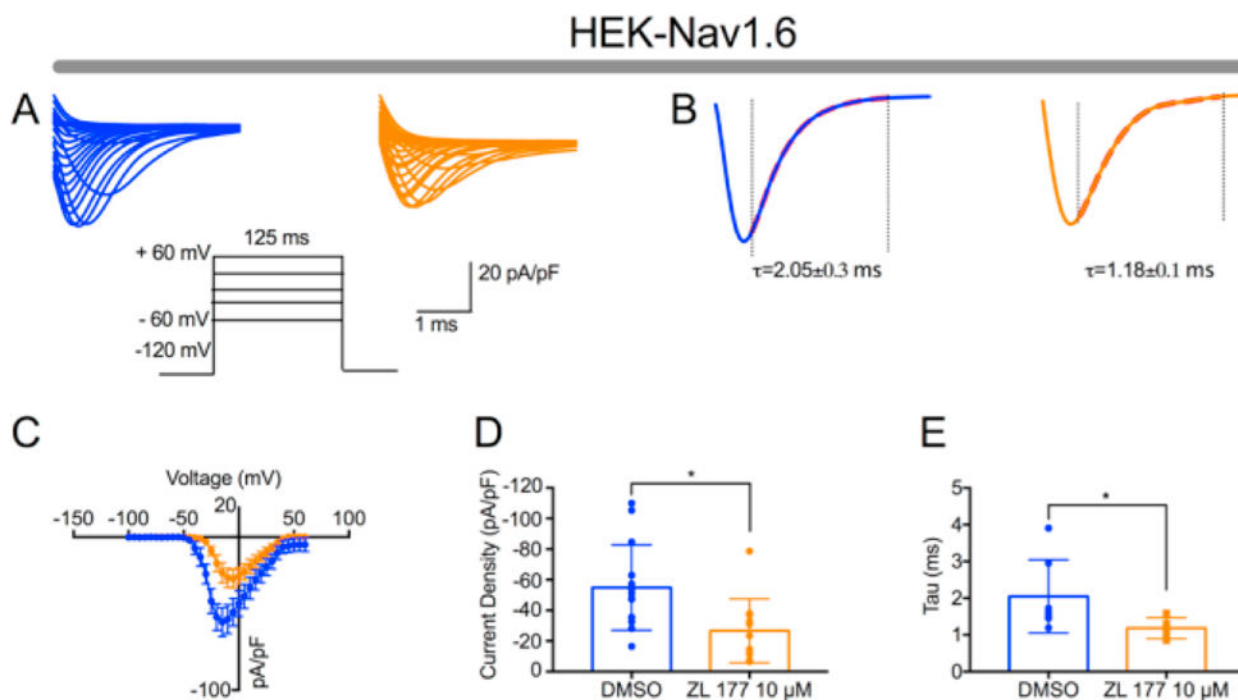 HEK-Nav1.6
A
B
125 ms
+ 60 mV
- 60 mV
-120 mV
20 pA/pF
1 ms
τ=2.05±0.3 ms
τ=1.18±0.1 ms
C
Voltage (mV)
20
-150 -100 -50 0 50 100
-100
pA/pF
D
*
Current Density (pA/pF)
-120
-100
-80
-60
-40
-20
0
DMSO ZL 177 10 µM
E
*
Tau (ms)
5
4
3
2
1
0
DMSO ZL 177 10 µM